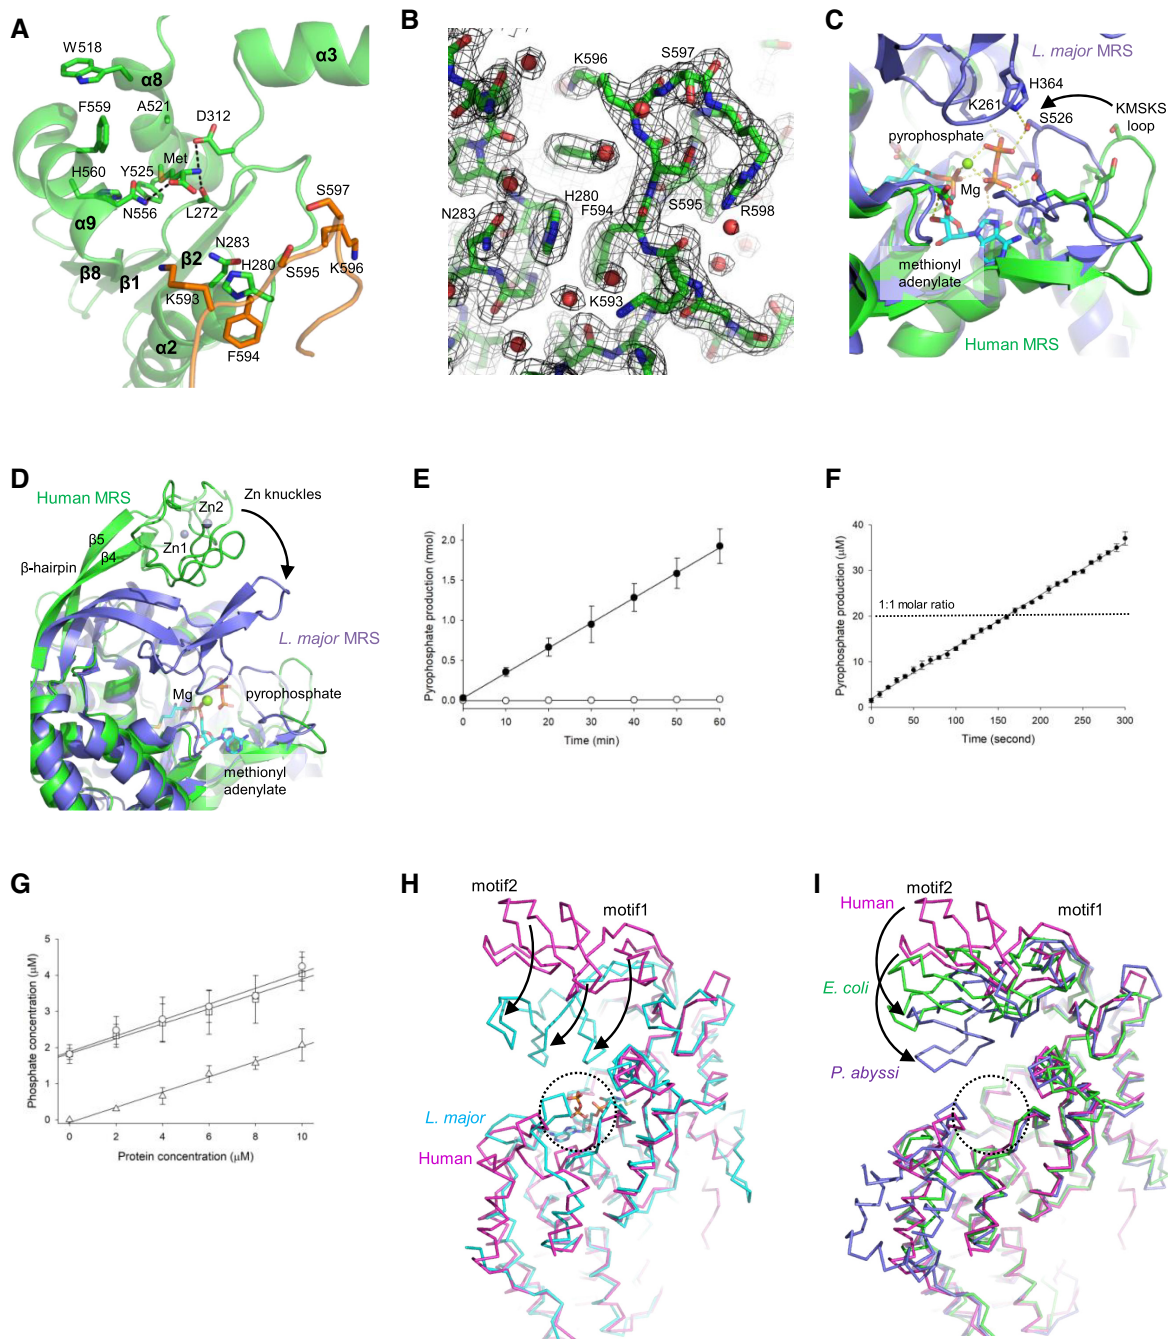 A
W518
α8
α3
F559
A521
D312
Met
H560
Y525
S597
N556
L272
α9
N283
β2
H280
S595
K596
β8
β1
K593
α2
F594
B
K596
S597
N283
H280
F594
S595
R598
K593
C
L. major MRS
H364
K261
KMSKS
loop
S526
pyrophosphate
Mg
methionyl
adenylate
Human MRS
D
Human MRS
Zn knuckles
Zn2
β5
Zn1
β4
β-hairpin
L. major MRS
Mg
pyrophosphate
methionyl
adenylate
E
Pyrophosphate production (nmol)
2.0
1.5
1.0
0.5
0.0
0 10 20 30 40 50 60
Time (min)
F
Pyrophosphate production (μM)
40
30
20
10
0
1:1 molar ratio
0 50 100 150 200 250 300
Time (second)
G
Phosphate concentration (μM)
5
4
3
2
1
0
0 2 4 6 8 10
Protein concentration (μM)
H
motif2
motif1
L. major
Human
I
motif2
Human
motif1
E. coli
P. abyssi